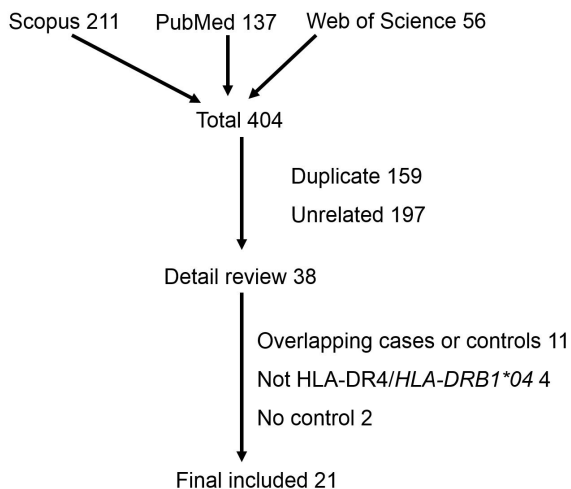 Scopus 211 PubMed 137 Web of Science 56
Total 404
Duplicate 159
Unrelated 197
Detail review 38
Overlapping cases or controls 11
Not HLA-DR4/HLA-DRB1*04 4
No control 2
Final included 21